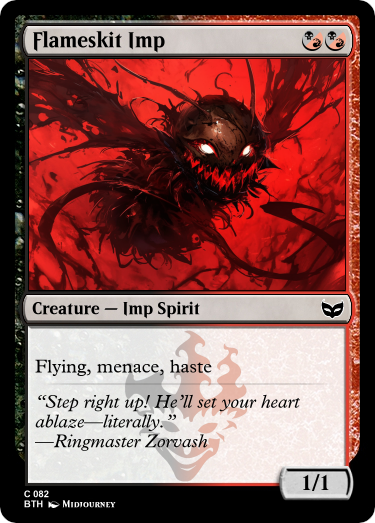 Flameskit Imp
Creature — Imp Spirit
Flying, menace, haste
“Step right up! He’ll set your heart
ablaze—literally.”
—Ringmaster Zorvash
1/1
C 082
BTH Midjourney